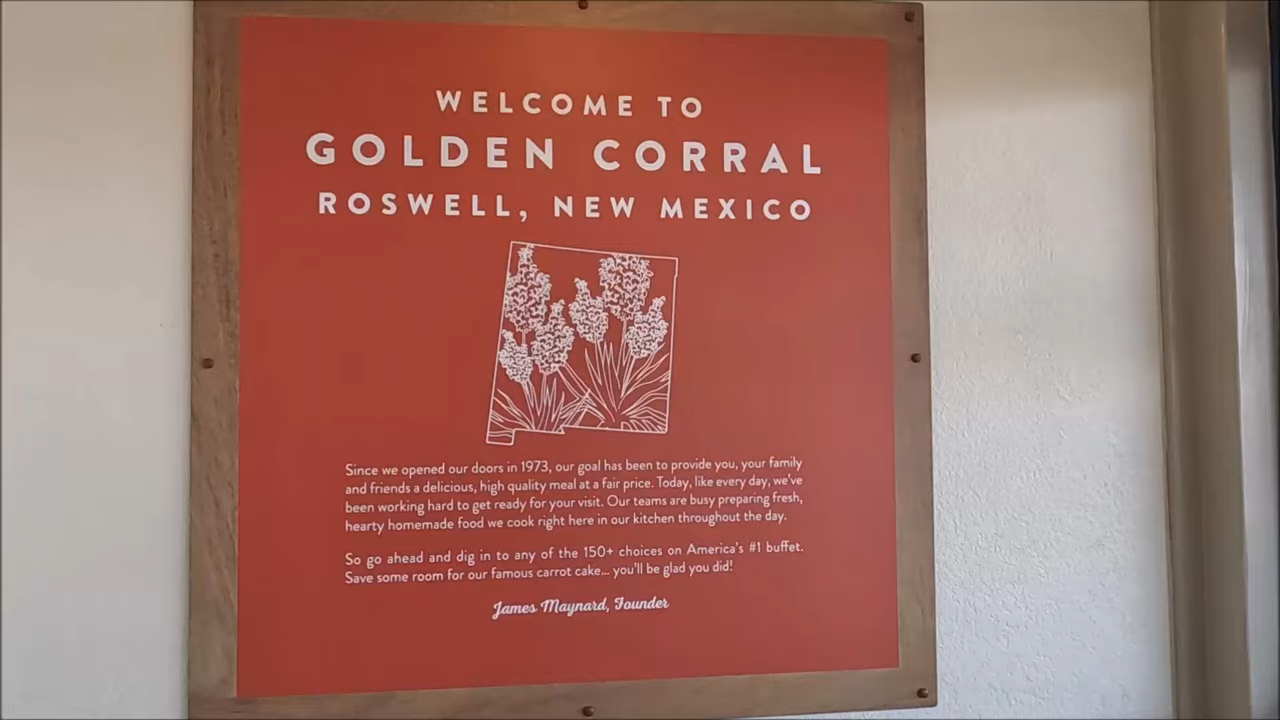 WELCOME TO
GOLDEN CORRAL
ROSWELL, NEW MEXICO
Since we opened our doors in 1973, our goal has been to provide you, your family
and friends a delicious, high quality meal at a fair price. Today, like every day, we've
been working hard to get ready for your visit. Our teams are busy preparing fresh,
hearty homemade food we cook right here in our kitchen throughout the day.
So go ahead and dig in to any of the 150+ choices on America's #1 buffet.
Save some room for our famous carrot cake... you'll be glad you did!
James Maynard, Founder